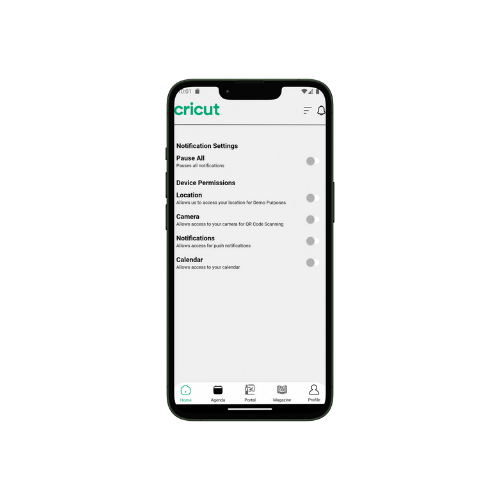 cricut
Notification Settings
Pause All
Pauses all notifications
Device Permissions
Location
Allows us to access your location for Demo Purposes
Camera
Allows access to your camera for QR Code Scanning
Notifications
Allows access for push notifications
Calendar
Allows access to your calendar
Home Agenda Portal Magazine Profile